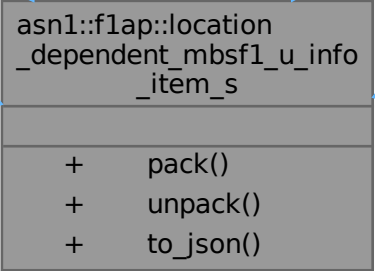 asn1::f1ap::location
_dependent_mbsf1_u_info
_item_s
+ pack()
+ unpack()
+ to_json()